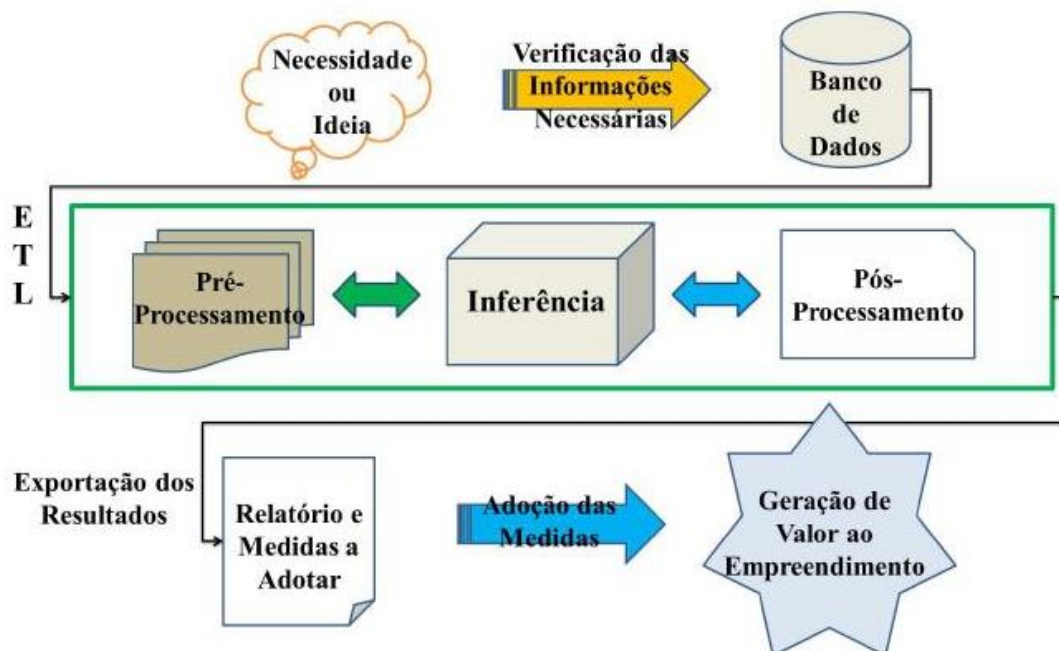 Necessidade
ou
Ideia
Verificação das
Informações
Necessárias
Banco
de
Dados
E
T
L
Pré-
Processamento
Inferência
Pós-
Processamento
Exportação dos
Resultados
Relatório e
Medidas a
Adotar
Adoção das
Medidas
Geração de
Valor ao
Empreendimento